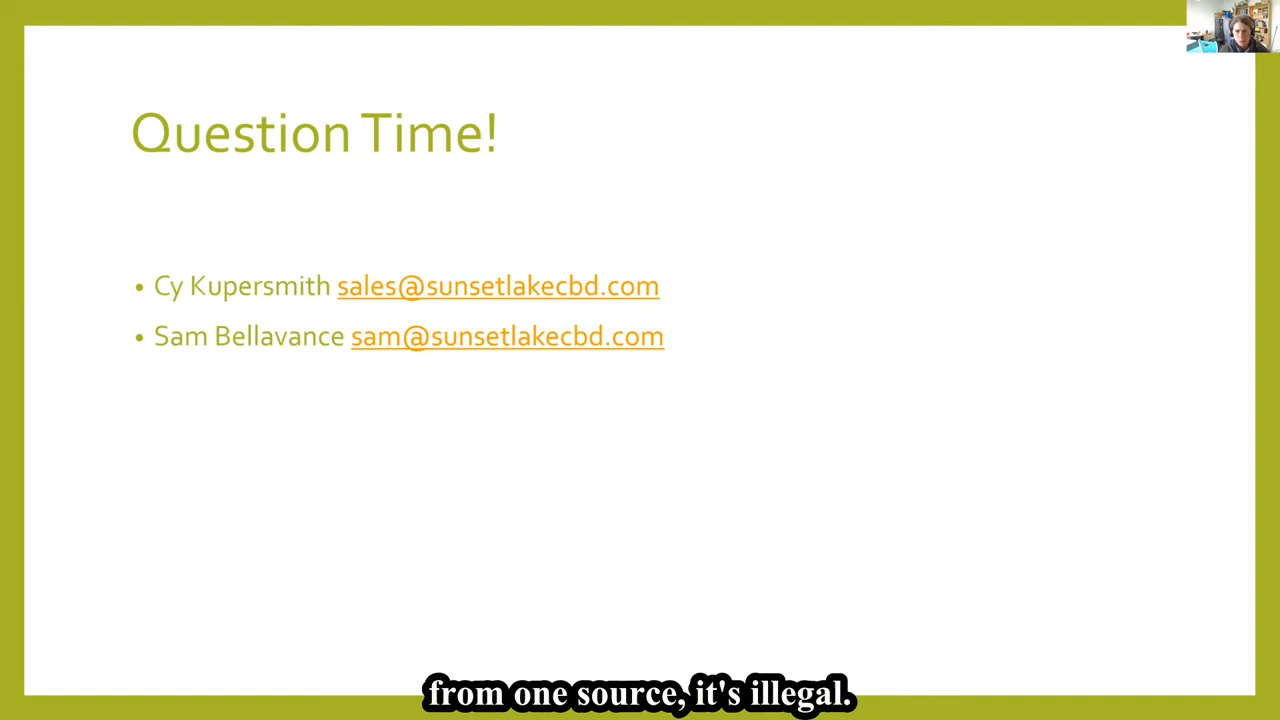 Question Time!
• Cy Kupersmith sales@sunsetlakecbd.com
• Sam Bellavance sam@sunsetlakecbd.com
from one source, it's illegal.